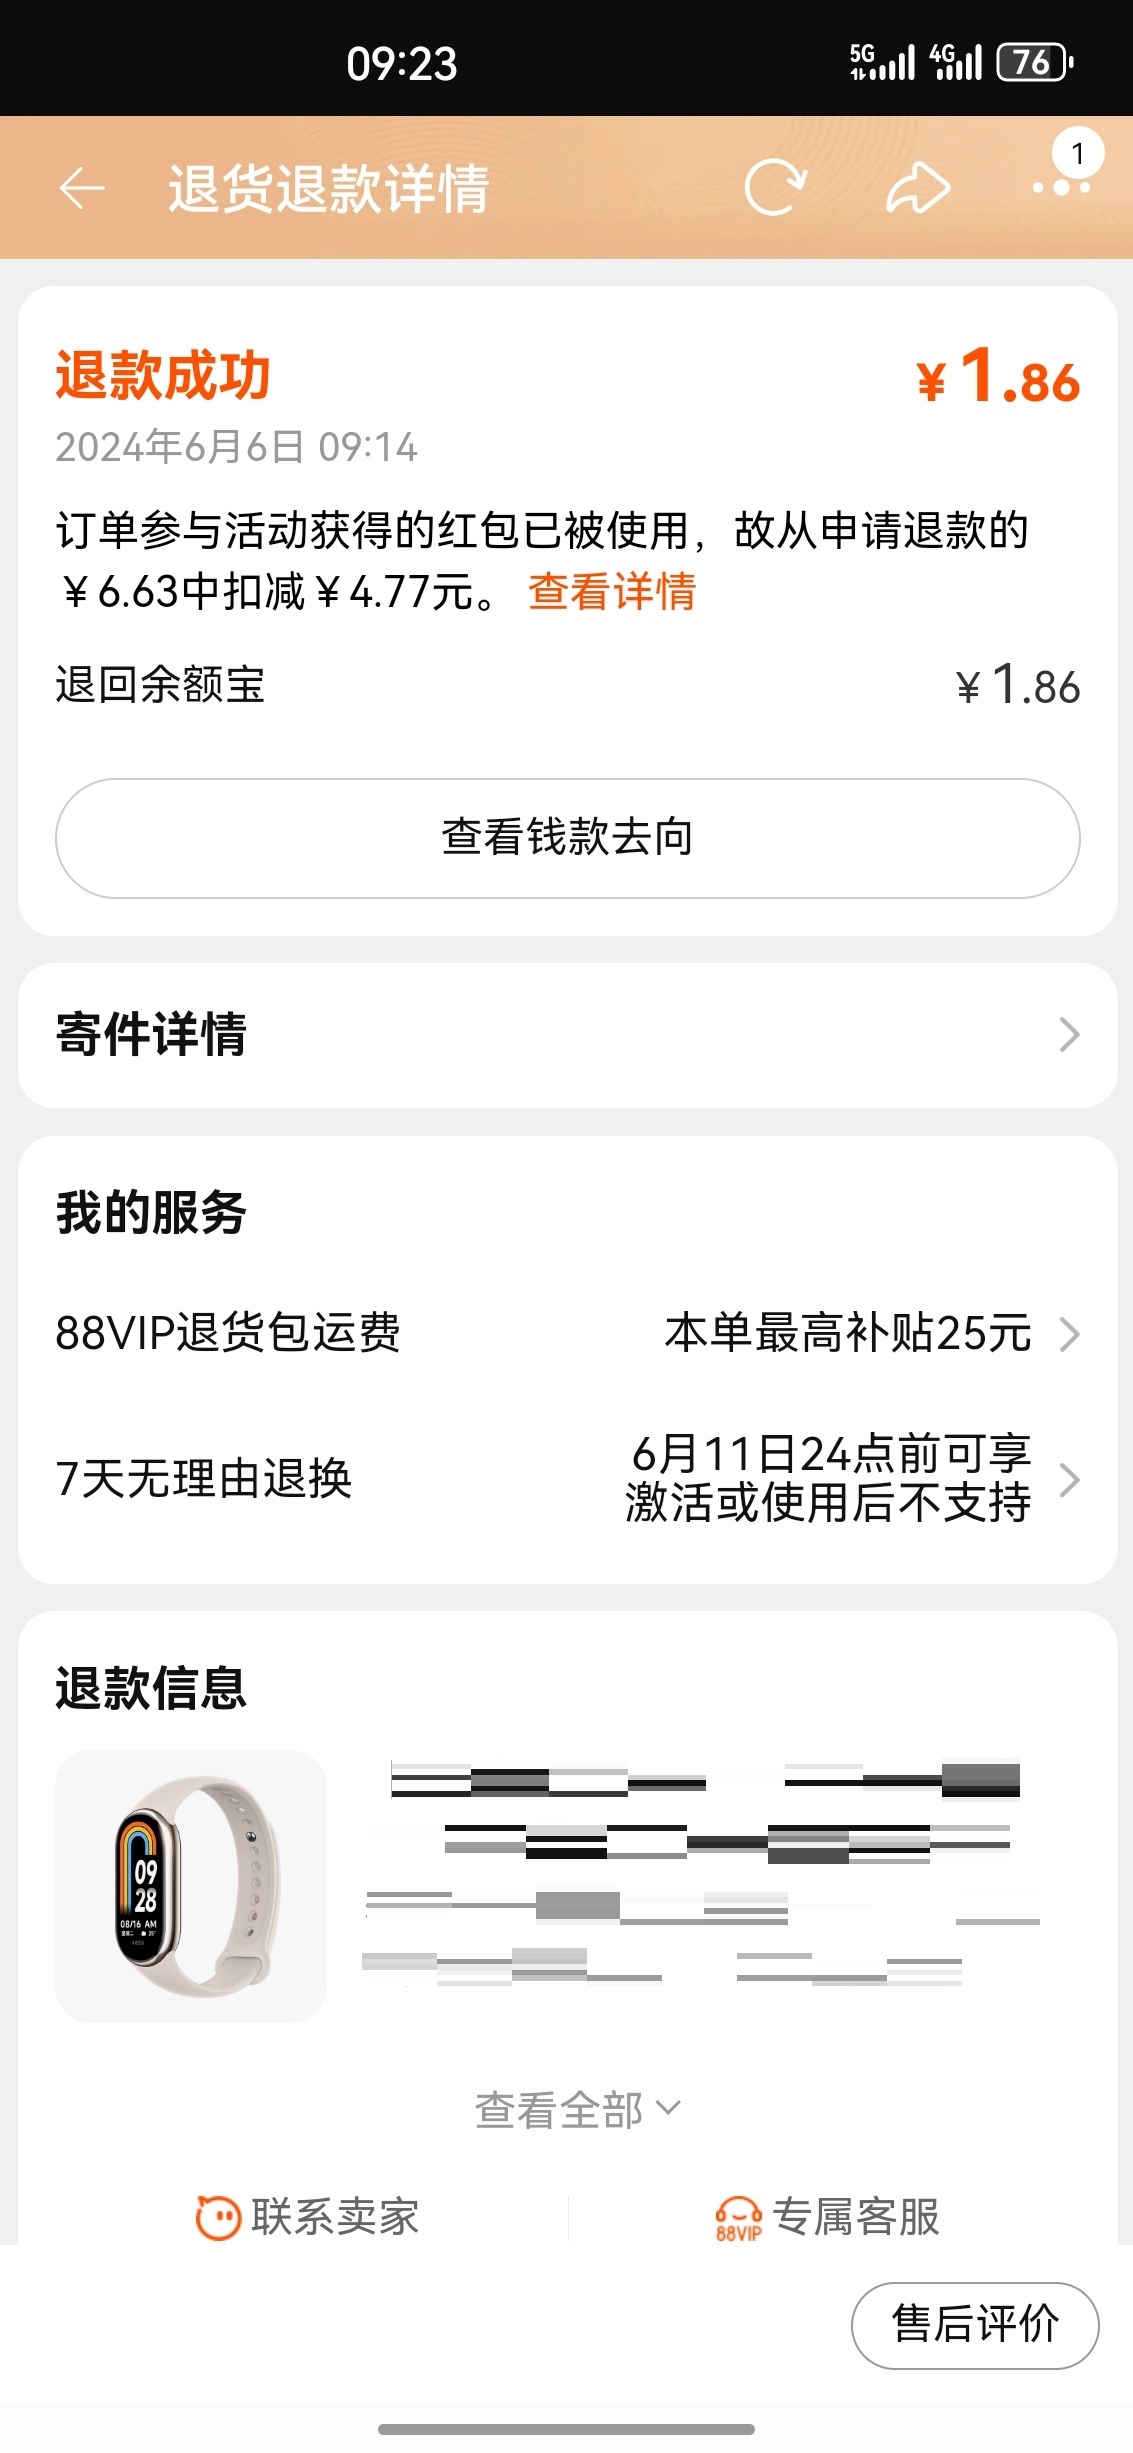 09:23
5G 4G 76
退货退款详情
1
退款成功 ¥1.86
2024年6月6日 09:14
订单参与活动获得的红包已被使用，故从申请退款的
¥6.63中扣减¥4.77元。 查看详情
退回余额宝 ¥1.86
查看钱款去向
寄件详情
我的服务
88VIP退货包运费 本单最高补贴25元
7天无理由退换 6月11日24点前可享
激活或使用后不支持
退款信息
09
28
08/16 AM
查看全部
联系卖家 88VIP 专属客服
售后评价